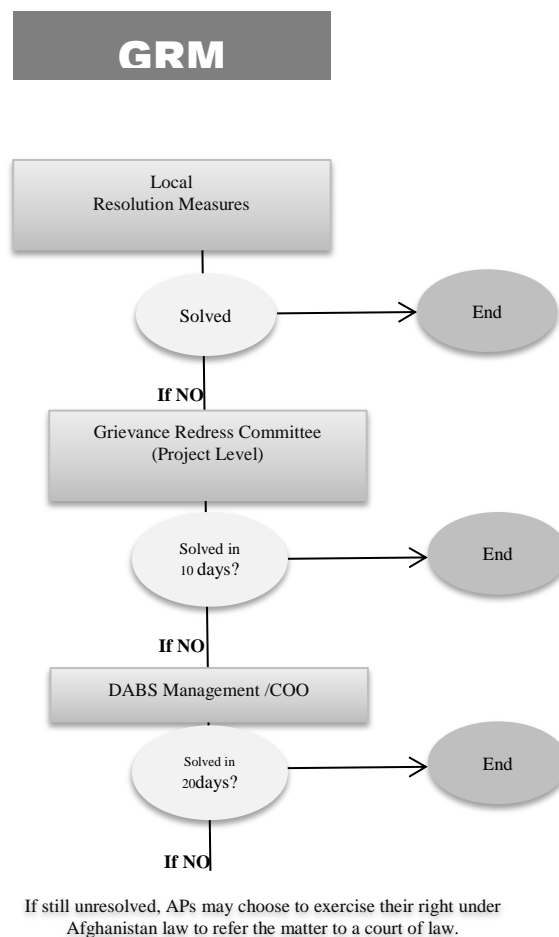 GRM
Local
Resolution Measures
Solved
End
If NO
Grievance Redress Committee
(Project Level)
Solved in
10 days?
End
If NO
DABS Management /COO
Solved in
20days?
End
If NO
If still unresolved, APs may choose to exercise their right under
Afghanistan law to refer the matter to a court of law.